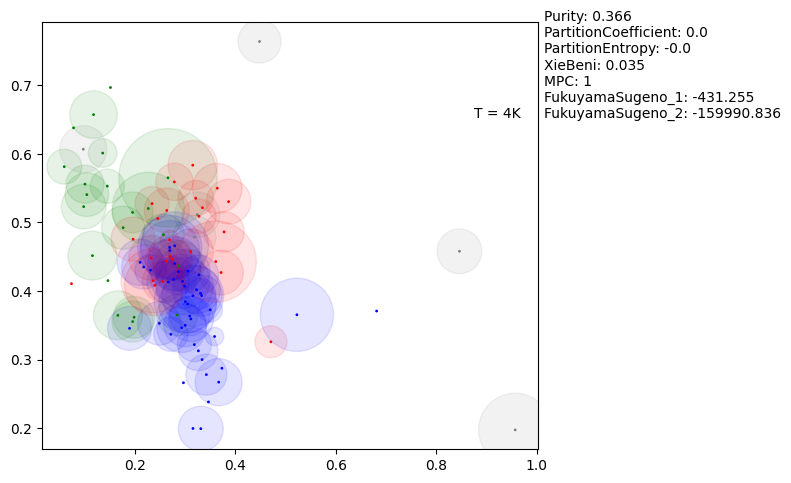 Purity: 0.366
PartitionCoefficient: 0.0
PartitionEntropy: -0.0
XieBeni: 0.035
MPC: 1
FukuyamaSugeno_1: -431.255
FukuyamaSugeno_2: -159990.836
T = 4K
0.7
0.6
0.5
0.4
0.3
0.2
0.2
0.4
0.6
0.8
1.0